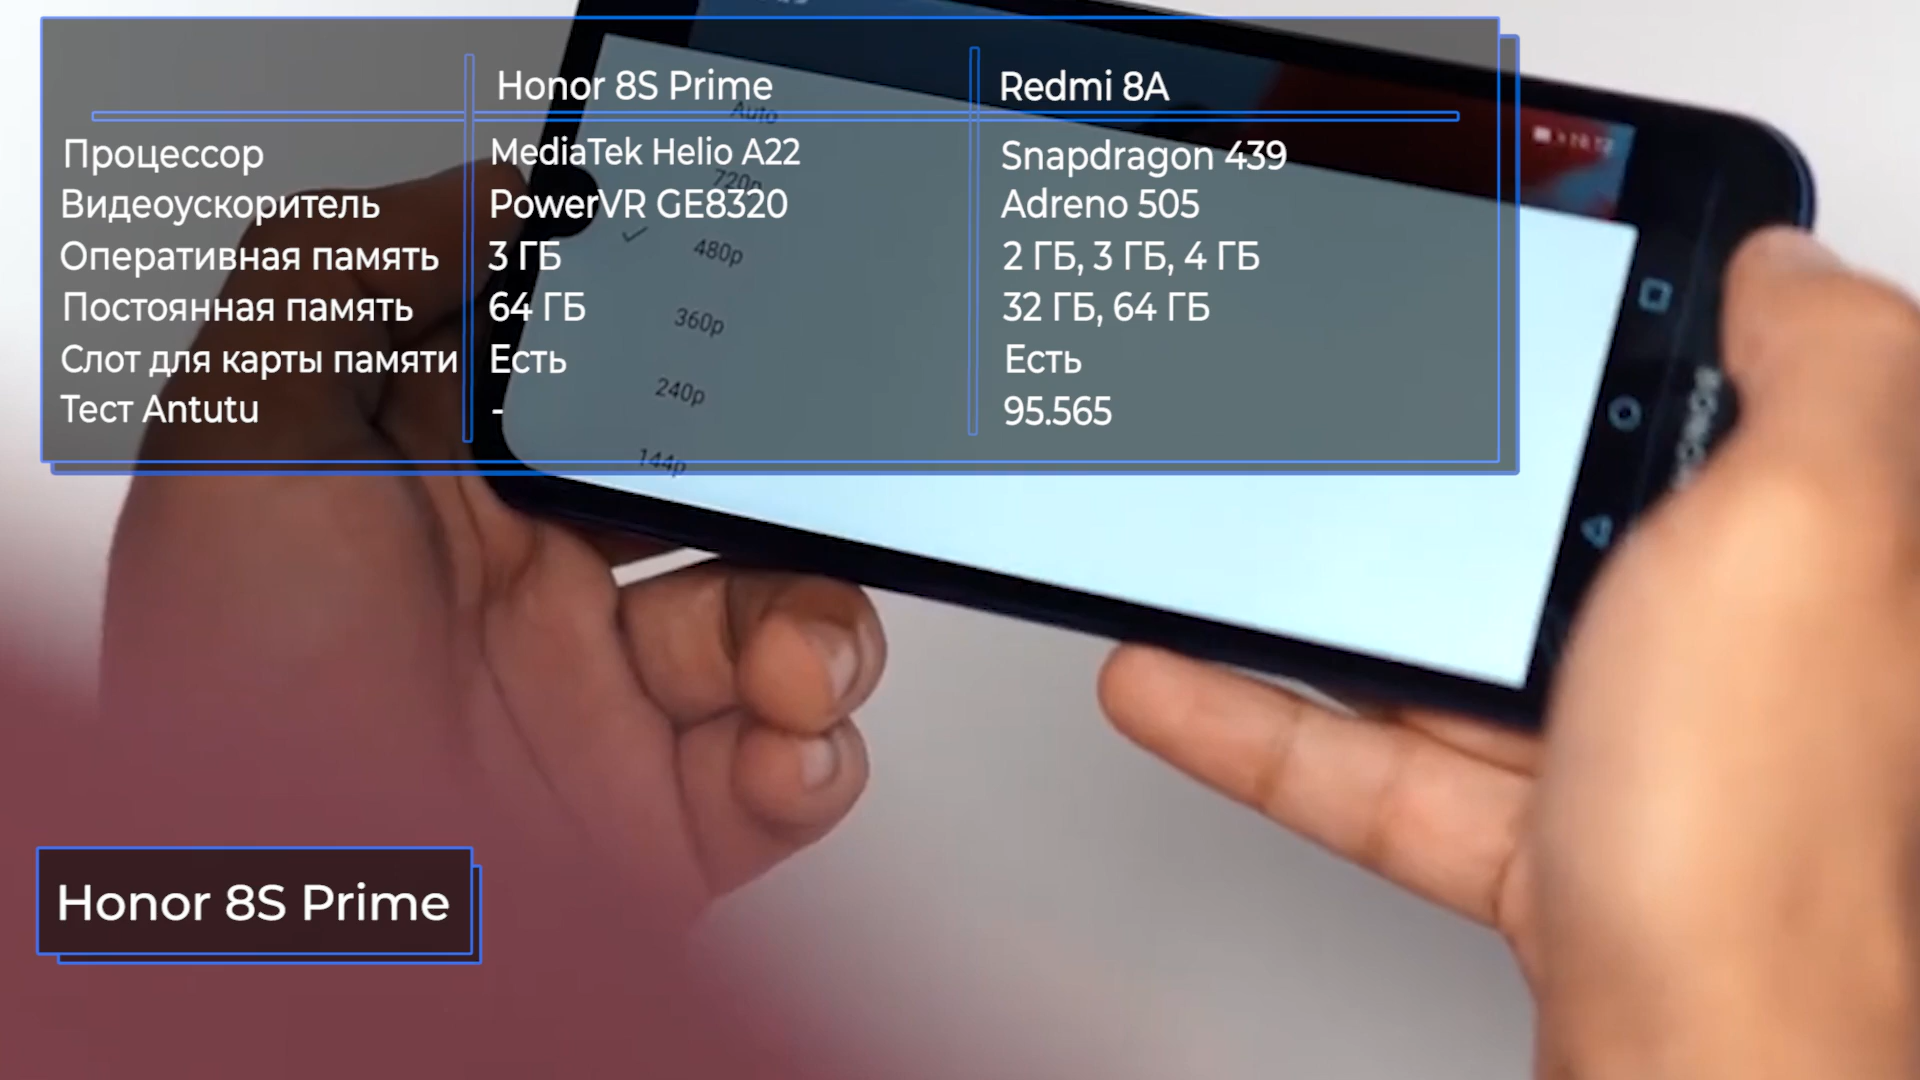 Honor 8S Prime Redmi 8A
Процессор MediaTek Helio A22 Snapdragon 439
Видеоускоритель PowerVR GE8320 Adreno 505
Оперативная память 3 ГБ 2 ГБ, 3 ГБ, 4 ГБ
Постоянная память 64 ГБ 32 ГБ, 64 ГБ
Слот для карты памяти Есть Есть
Тест Antutu - 95.565
Auto
720p
480p
360p
240p
144p
Honor 8S Prime